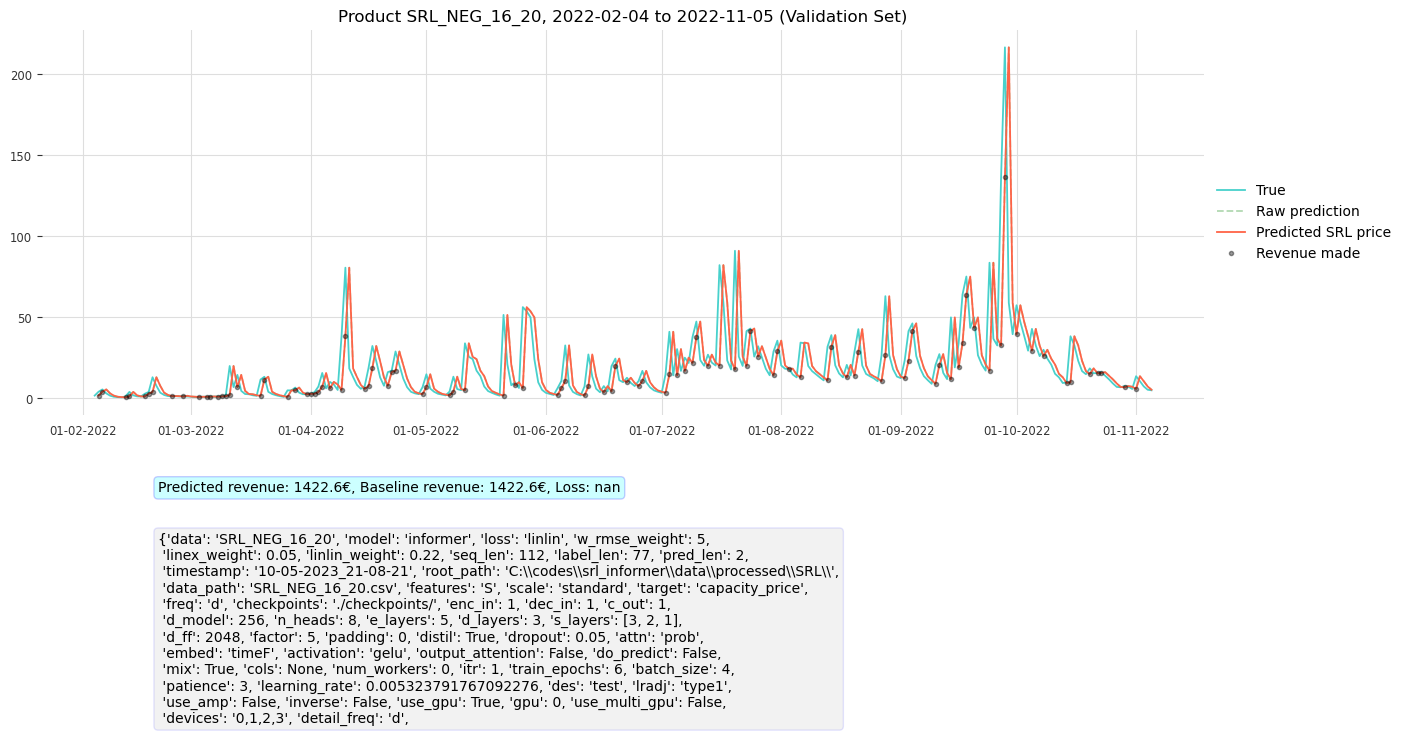 Product SRL_NEG_16_20, 2022-02-04 to 2022-11-05 (Validation Set)
200
150
100
50
0
01-02-2022 01-03-2022 01-04-2022 01-05-2022 01-06-2022 01-07-2022 01-08-2022 01-09-2022 01-10-2022 01-11-2022
True
Raw prediction
Predicted SRL price
Revenue made
Predicted revenue: 1422.6€, Baseline revenue: 1422.6€, Loss: nan
{'data': 'SRL_NEG_16_20', 'model': 'informer', 'loss': 'linlin', 'w_rmse_weight': 5,
'linex_weight': 0.05, 'linlin_weight': 0.22, 'seq_len': 112, 'label_len': 77, 'pred_len': 2,
'timestamp': '10-05-2023_21-08-21', 'root_path': 'C:\\codes\\srl_informer\\data\\processed\\SRL\\',
'data_path': 'SRL_NEG_16_20.csv', 'features': 'S', 'scale': 'standard', 'target': 'capacity_price',
'freq': 'd', 'checkpoints': './checkpoints/', 'enc_in': 1, 'dec_in': 1, 'c_out': 1,
'd_model': 256, 'n_heads': 8, 'e_layers': 5, 'd_layers': 3, 's_layers': [3, 2, 1],
'd_ff': 2048, 'factor': 5, 'padding': 0, 'distil': True, 'dropout': 0.05, 'attn': 'prob',
'embed': 'timeF', 'activation': 'gelu', 'output_attention': False, 'do_predict': False,
'mix': True, 'cols': None, 'num_workers': 0, 'itr': 1, 'train_epochs': 6, 'batch_size': 4,
'patience': 3, 'learning_rate': 0.005323791767092276, 'des': 'test', 'lradj': 'type1',
'use_amp': False, 'inverse': False, 'use_gpu': True, 'gpu': 0, 'use_multi_gpu': False,
'devices': '0,1,2,3', 'detail_freq': 'd',